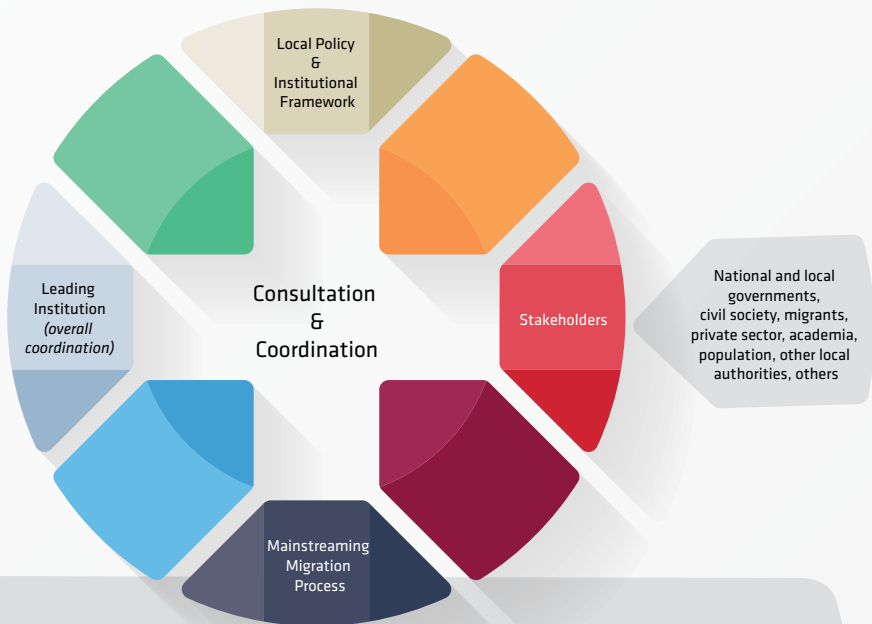 Local Policy
&
Institutional
Framework
Leading
Institution
(overall
coordination)
Consultation
&
Coordination
Stakeholders
National and local
governments,
civil society, migrants,
private sector, academia,
population, other local
authorities, others
Mainstreaming
Migration
Process